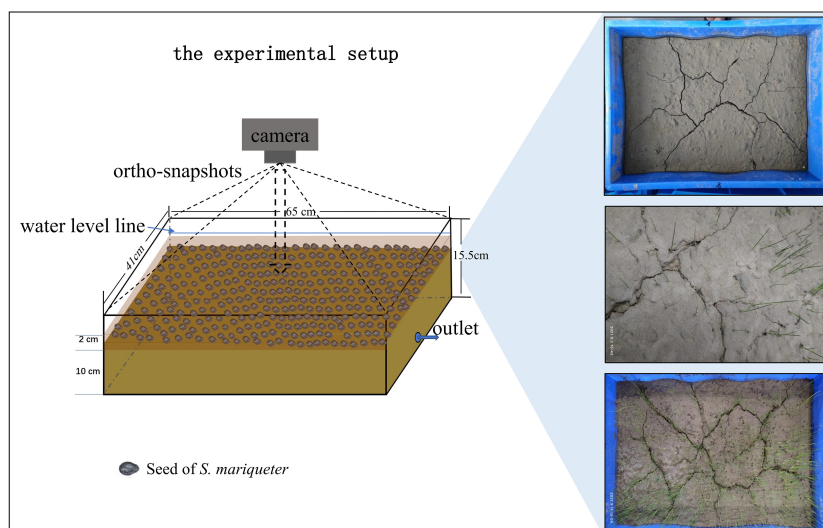 the experimental setup
camera
ortho-snapshots
65 cm
water level line
41cm
15.5cm
outlet
2 cm
10 cm
Seed of S. mariqueter